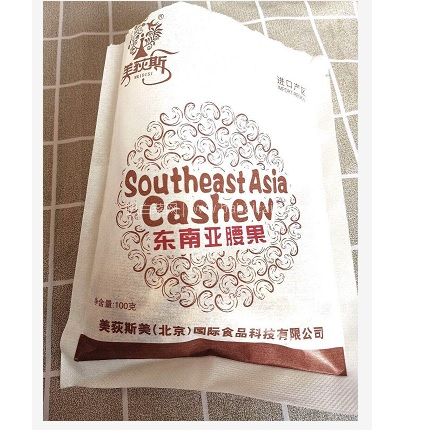 美荻斯
进口产区
Southeast Asia
Cashew
东南亚腰果
净含量:100克
美荻斯美(北京)国际食品科技有限公司